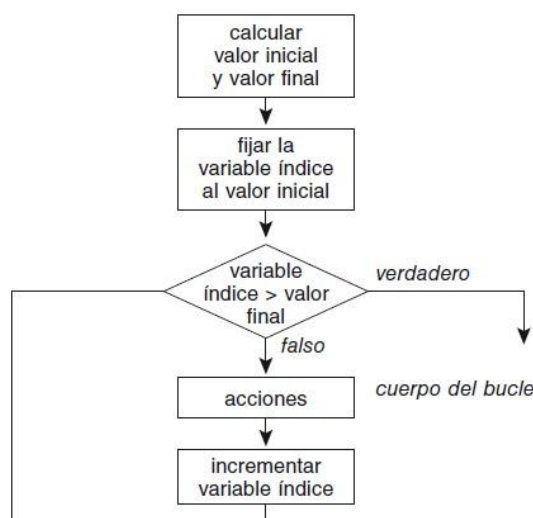 calcular
valor inicial
y valor final
fijar la
variable índice
al valor inicial
variable
índice > valor
final
verdadero
falso
acciones
cuerpo del bucle
incrementar
variable índice